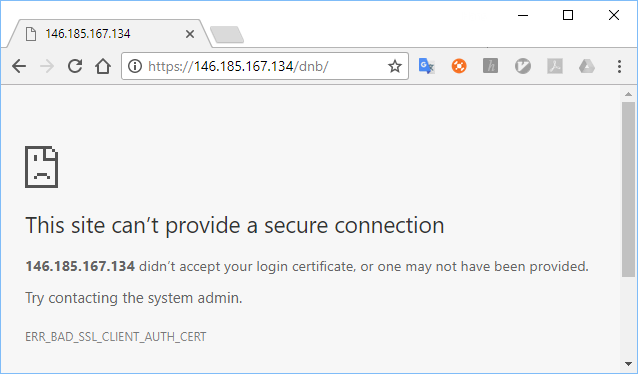 146.185.167.134
https://146.185.167.134/dnb/
This site can't provide a secure connection
146.185.167.134 didn't accept your login certificate, or one may not have been provided.
Try contacting the system admin.
ERR_BAD_SSL_CLIENT_AUTH_CERT